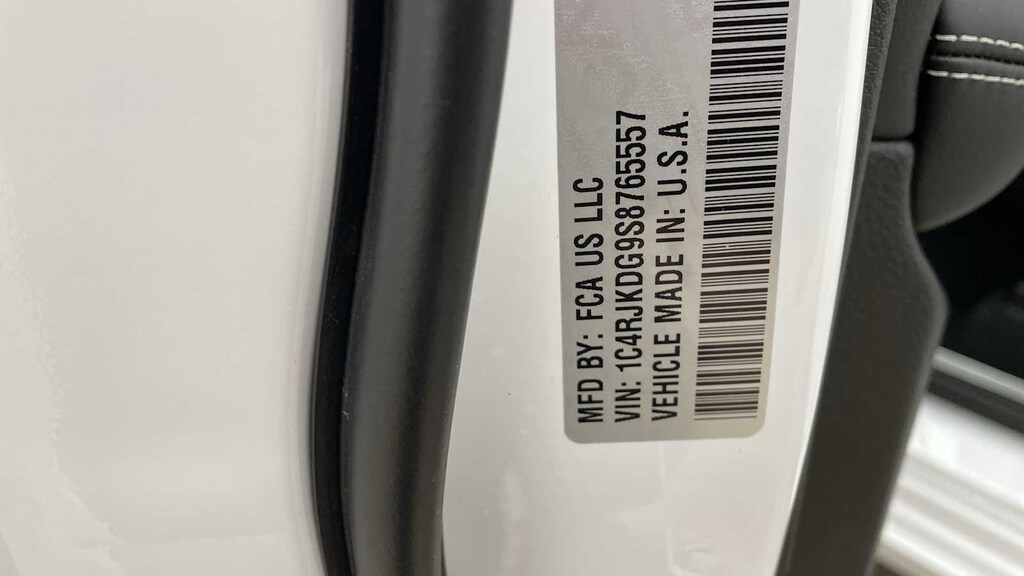 MFD BY: FCA US LLC
VIN: 1C4RJKDG9S8765557
VEHICLE MADE IN: U.S.A.